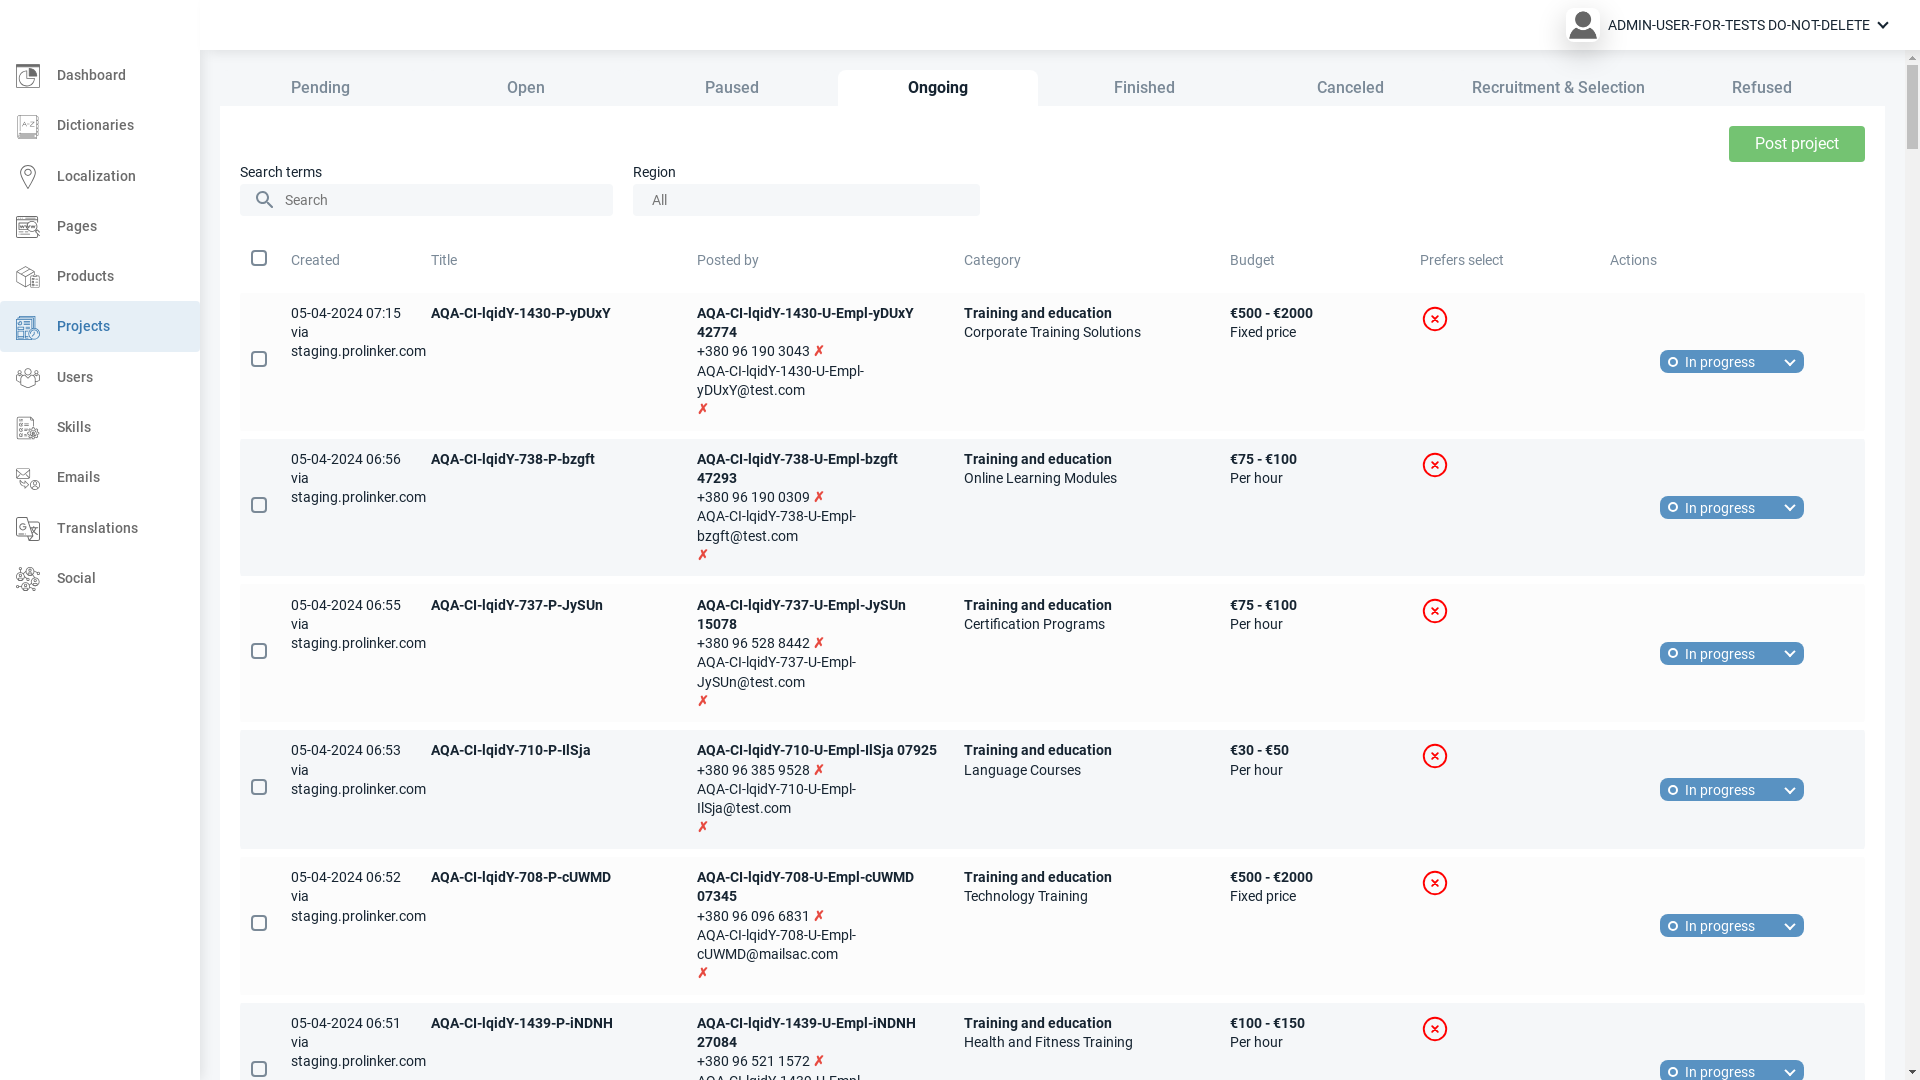 ADMIN-USER-FOR-TESTS DO-NOT-DELETE
Dashboard
Dictionaries
Localization
Pages
Products
Projects
Users
Skills
Emails
Translations
Social
Pending Open Paused Ongoing Finished Canceled Recruitment & Selection Refused
Post project
Search terms Region
Search All
Created Title Posted by Category Budget Prefers select Actions
05-04-2024 07:15 AQA-CI-lqidY-1430-P-yDUxY AQA-CI-lqidY-1430-U-Empl-yDUxY Training and education €500 - €2000
via 42774 Corporate Training Solutions Fixed price
staging.prolinker.com +380 96 190 3043 ✗
In progress
AQA-CI-lqidY-1430-U-Empl-
yDUxY@test.com
✗
05-04-2024 06:56 AQA-CI-lqidY-738-P-bzgft AQA-CI-lqidY-738-U-Empl-bzgft Training and education €75 - €100
via 47293 Online Learning Modules Per hour
staging.prolinker.com +380 96 190 0309 ✗
In progress
AQA-CI-lqidY-738-U-Empl-
bzgft@test.com
✗
05-04-2024 06:55 AQA-CI-lqidY-737-P-JySUn AQA-CI-lqidY-737-U-Empl-JySUn Training and education €75 - €100
via 15078 Certification Programs Per hour
staging.prolinker.com +380 96 528 8442 ✗
In progress
AQA-CI-lqidY-737-U-Empl-
JySUn@test.com
✗
05-04-2024 06:53 AQA-CI-lqidY-710-P-IlSja AQA-CI-lqidY-710-U-Empl-IlSja 07925 Training and education €30 - €50
via +380 96 385 9528 ✗ Language Courses Per hour
staging.prolinker.com AQA-CI-lqidY-710-U-Empl- In progress
IlSja@test.com
✗
05-04-2024 06:52 AQA-CI-lqidY-708-P-cUWMD AQA-CI-lqidY-708-U-Empl-cUWMD Training and education €500 - €2000
via 07345 Technology Training Fixed price
staging.prolinker.com +380 96 096 6831 ✗
In progress
AQA-CI-lqidY-708-U-Empl-
cUWMD@mailsac.com
✗
05-04-2024 06:51 AQA-CI-lqidY-1439-P-iNDNH AQA-CI-lqidY-1439-U-Empl-iNDNH Training and education €100 - €150
via 27084 Health and Fitness Training Per hour
staging.prolinker.com +380 96 521 1572 ✗
In progress
AQA-CI-lqidY-1439-U-Empl-